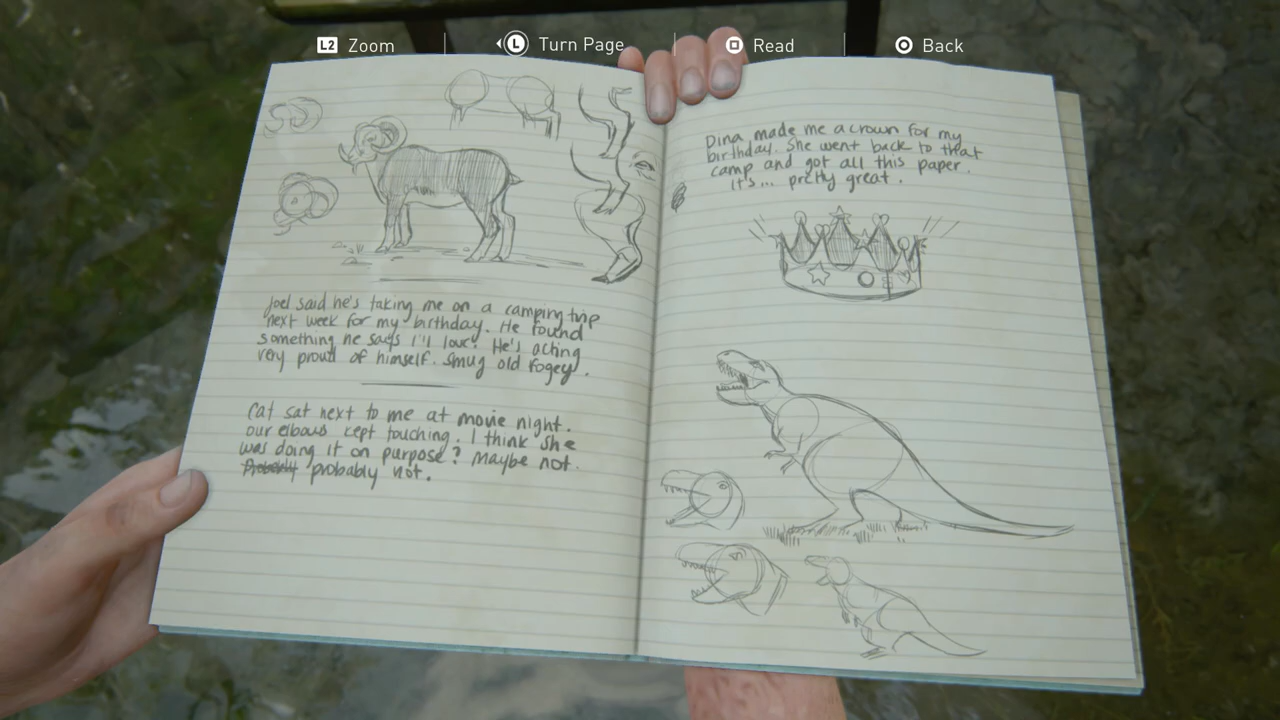 L2 Zoom
L Turn Page
Read
Back
Joel said he's taking me on a camping trip
next week for my birthday. He found
something he says I'll love. He's acting
very proud of himself. Smug old fogey.
Cat sat next to me at movie night.
our elbows kept touching. I think she
was doing it on purpose? Maybe not.
Probably probably not.
Dina made me a crown for my
birthday. She went back to that
camp and got all this paper.
It's... pretty great.